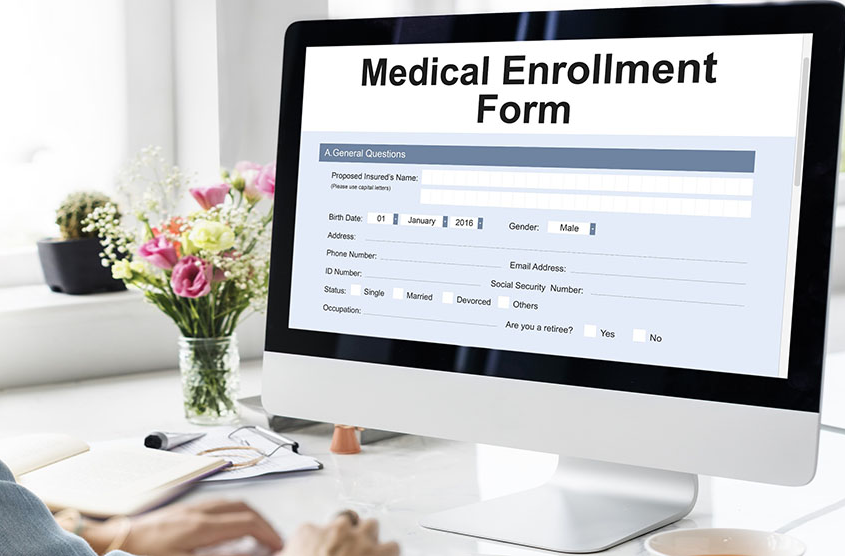 Medical Enrollment
Form
A.General Questions
Proposed Insured's Name:
(Please use capital letters)
Birth Date: 01 January 2016 Gender: Male
Address:
Phone Number: Email Address:
ID Number: Social Security Number:
Status: Single Married Devorced Others
Occupation: Are you a retiree? Yes No